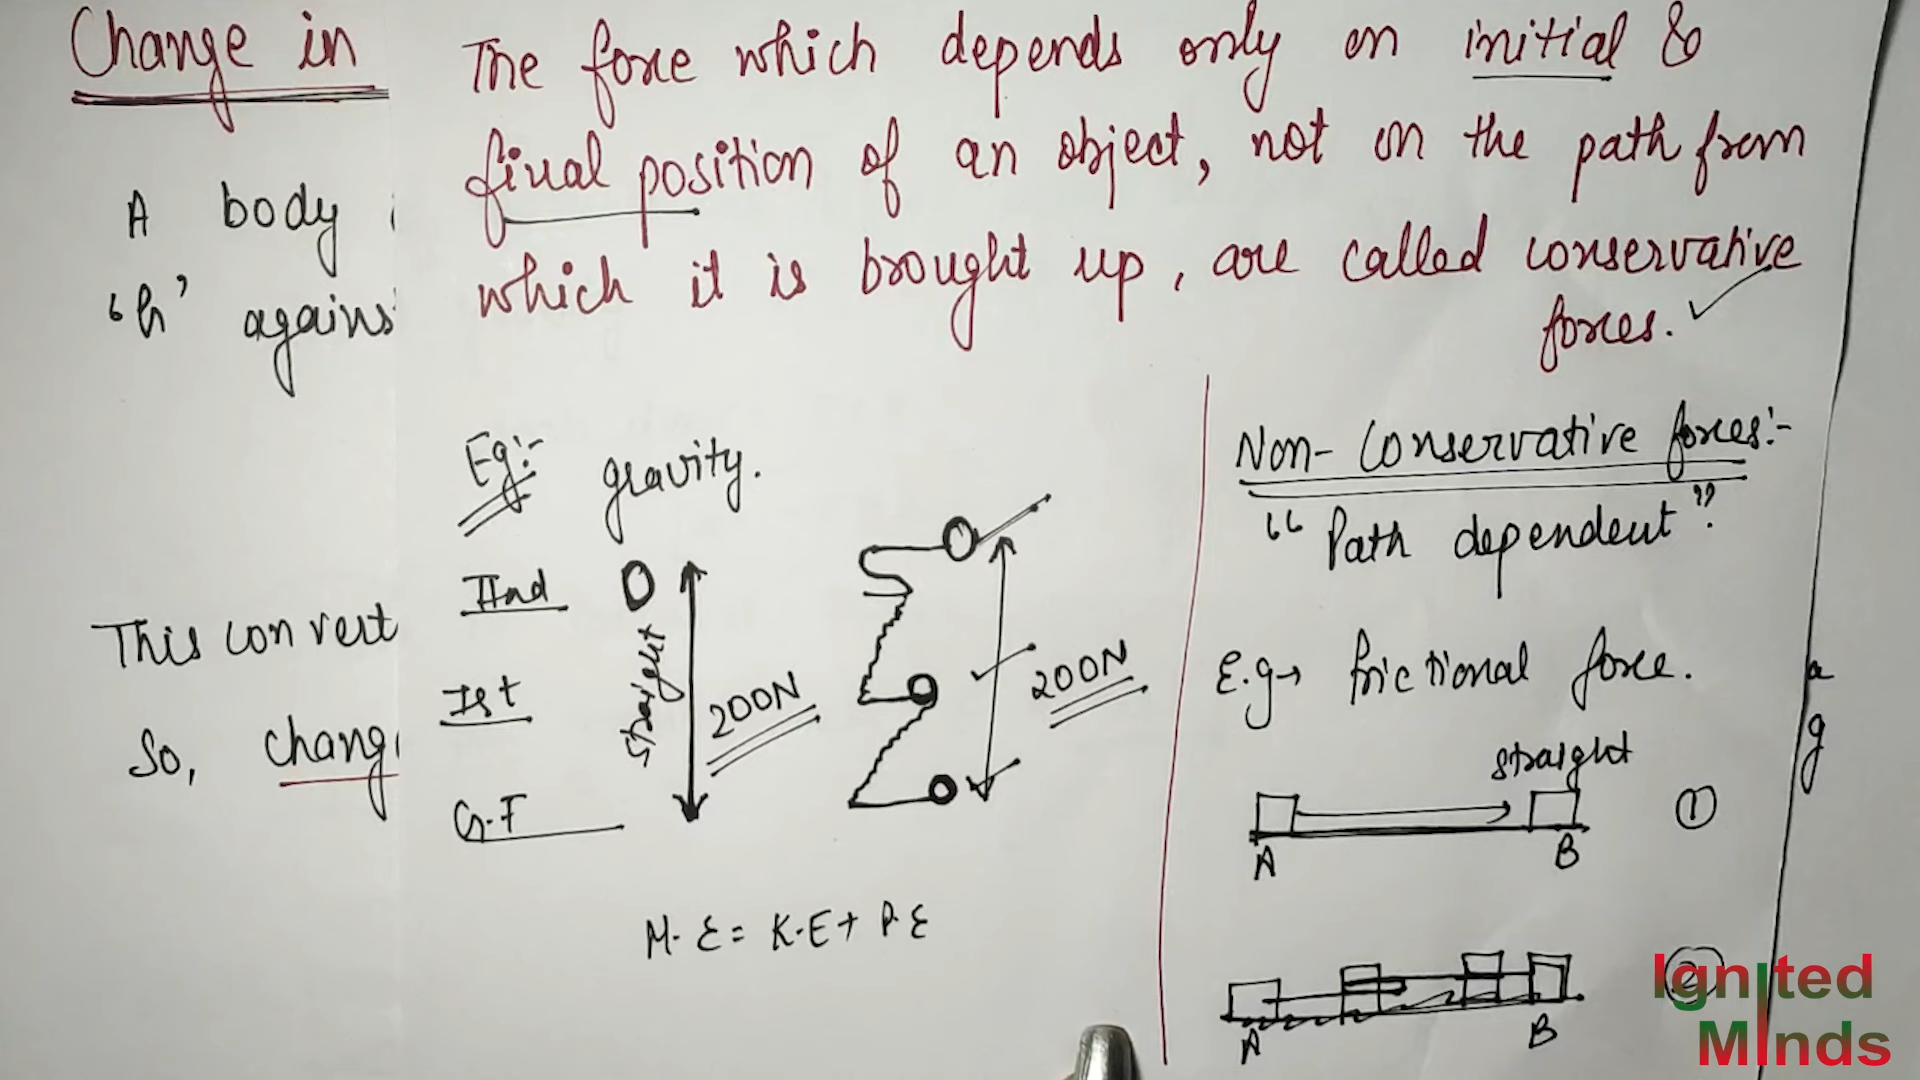 Change in
A body
"h' agains
This convert
So, chang
The force which depends only on initial &
final position of an object, not on the path from
which it is brought up, are called conservative
forces.
Eg:- gravity.
IInd
Ist
G.F
straight
200N
200N
M.E = K.E + P.E
Non-Conservative forces:-
"Path dependent"
E.g→ frictional force.
straight
A B
1
A B
2
a
g
Ignited
Minds